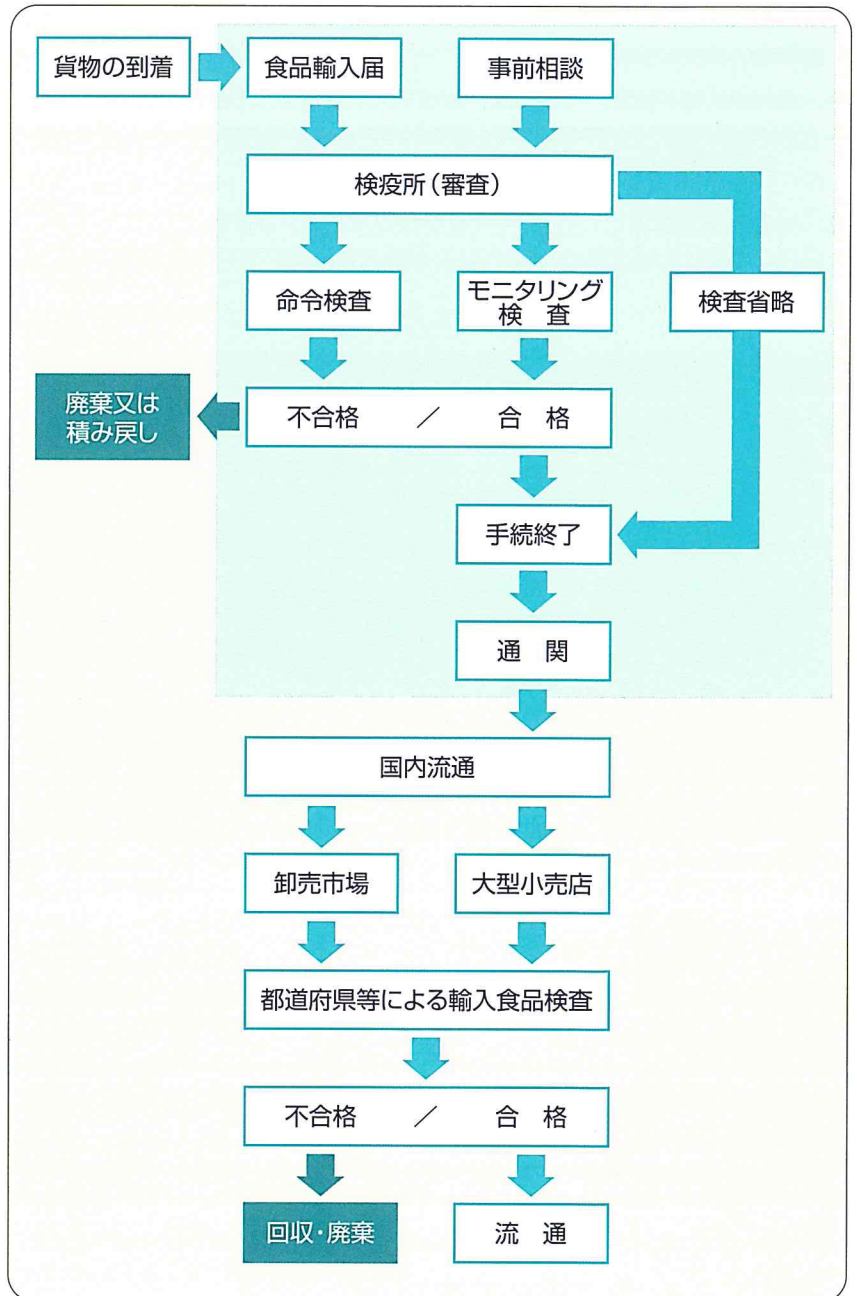 貨物の到着
食品輸入届
事前相談
検疫所（審査）
命令検査
モニタリング
検　査
検査省略
廃棄又は
積み戻し
不合格　／　合　格
手続終了
通　関
国内流通
卸売市場
大型小売店
都道府県等による輸入食品検査
不合格　／　合　格
回収・廃棄
流　通